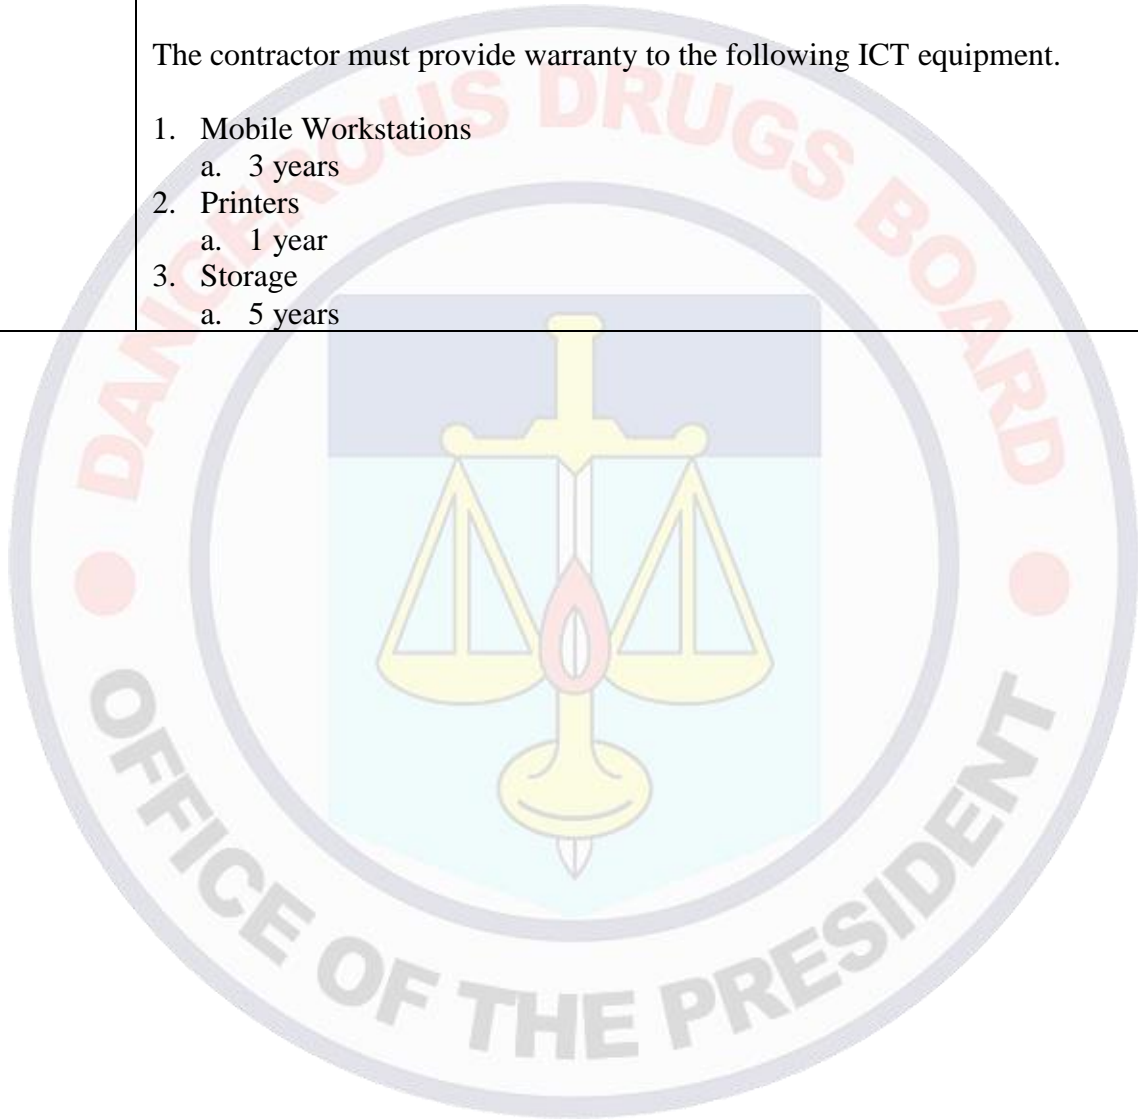 The contractor must provide warranty to the following ICT equipment.
1. Mobile Workstations
a. 3 years
2. Printers
a. 1 year
3. Storage
a. 5 years
DANGEROUS DRUGS BOARD
OFFICE OF THE PRESIDENT